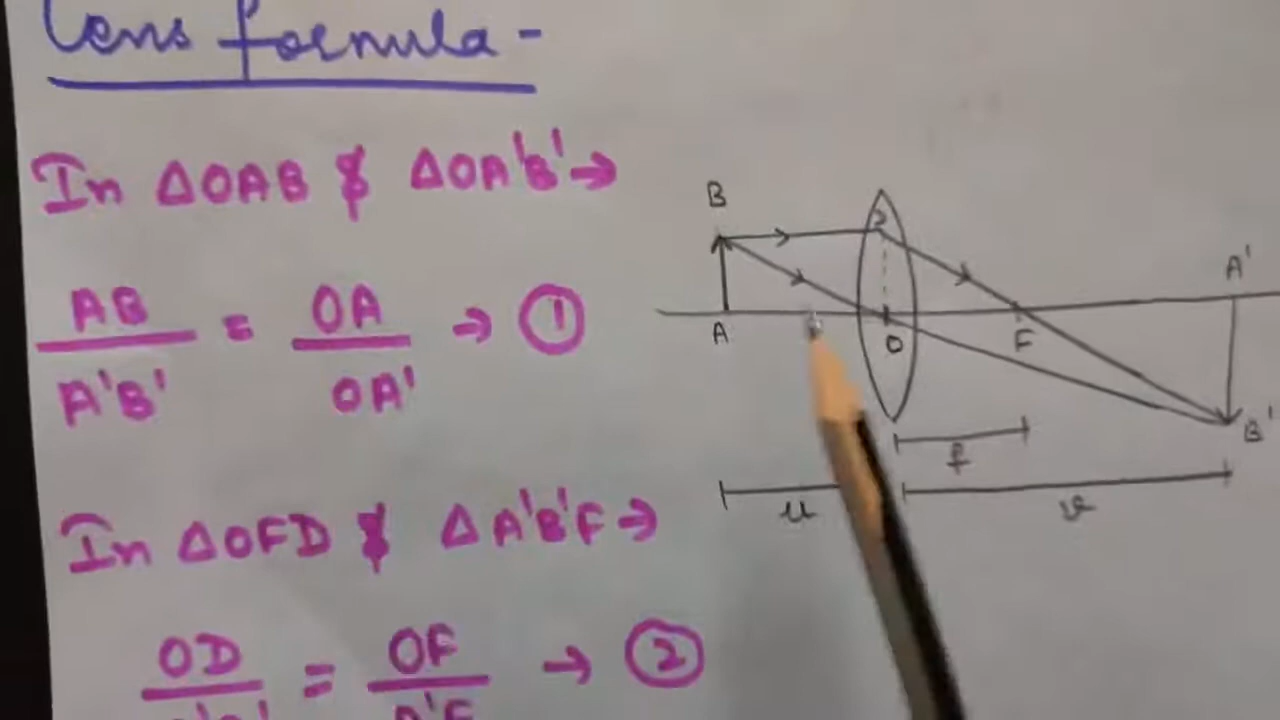 Lens formula -
In ΔOAB & ΔOA'B' →
AB / A'B' = OA / OA' → ①
In ΔOFD & ΔA'B'F →
OD / A'B' = OF / A'F → ②
B
D
A'
A
O
F
B'
f
u
v